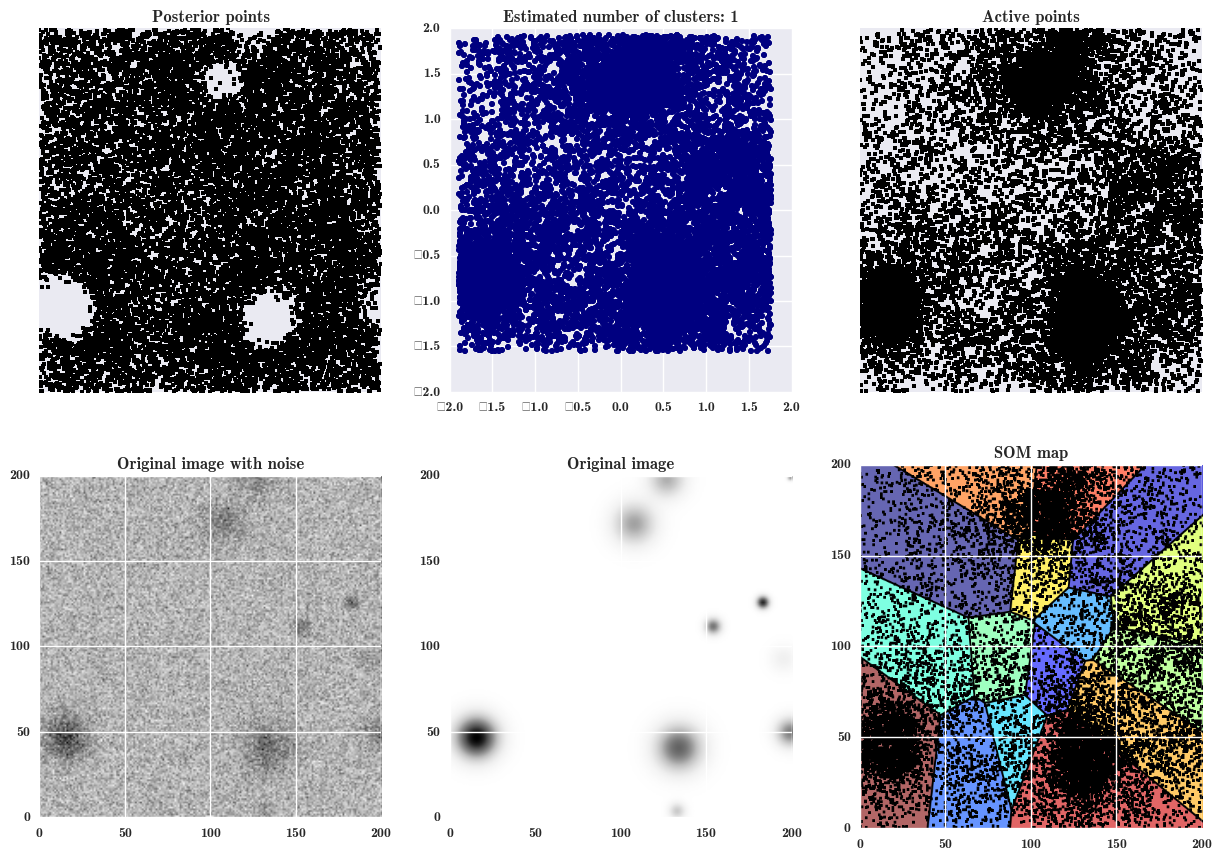 Posterior points
Estimated number of clusters: 1
Active points
2.0
1.5
1.0
0.5
0.0
□0.5
□1.0
□1.5
□2.0
□2.0 □1.5 □1.0 □0.5 0.0 0.5 1.0 1.5 2.0
Original image with noise
Original image
SOM map
200
150
100
50
0
0 50 100 150 200
200
150
100
50
0
0 50 100 150 200
200
150
100
50
0
0 50 100 150 200